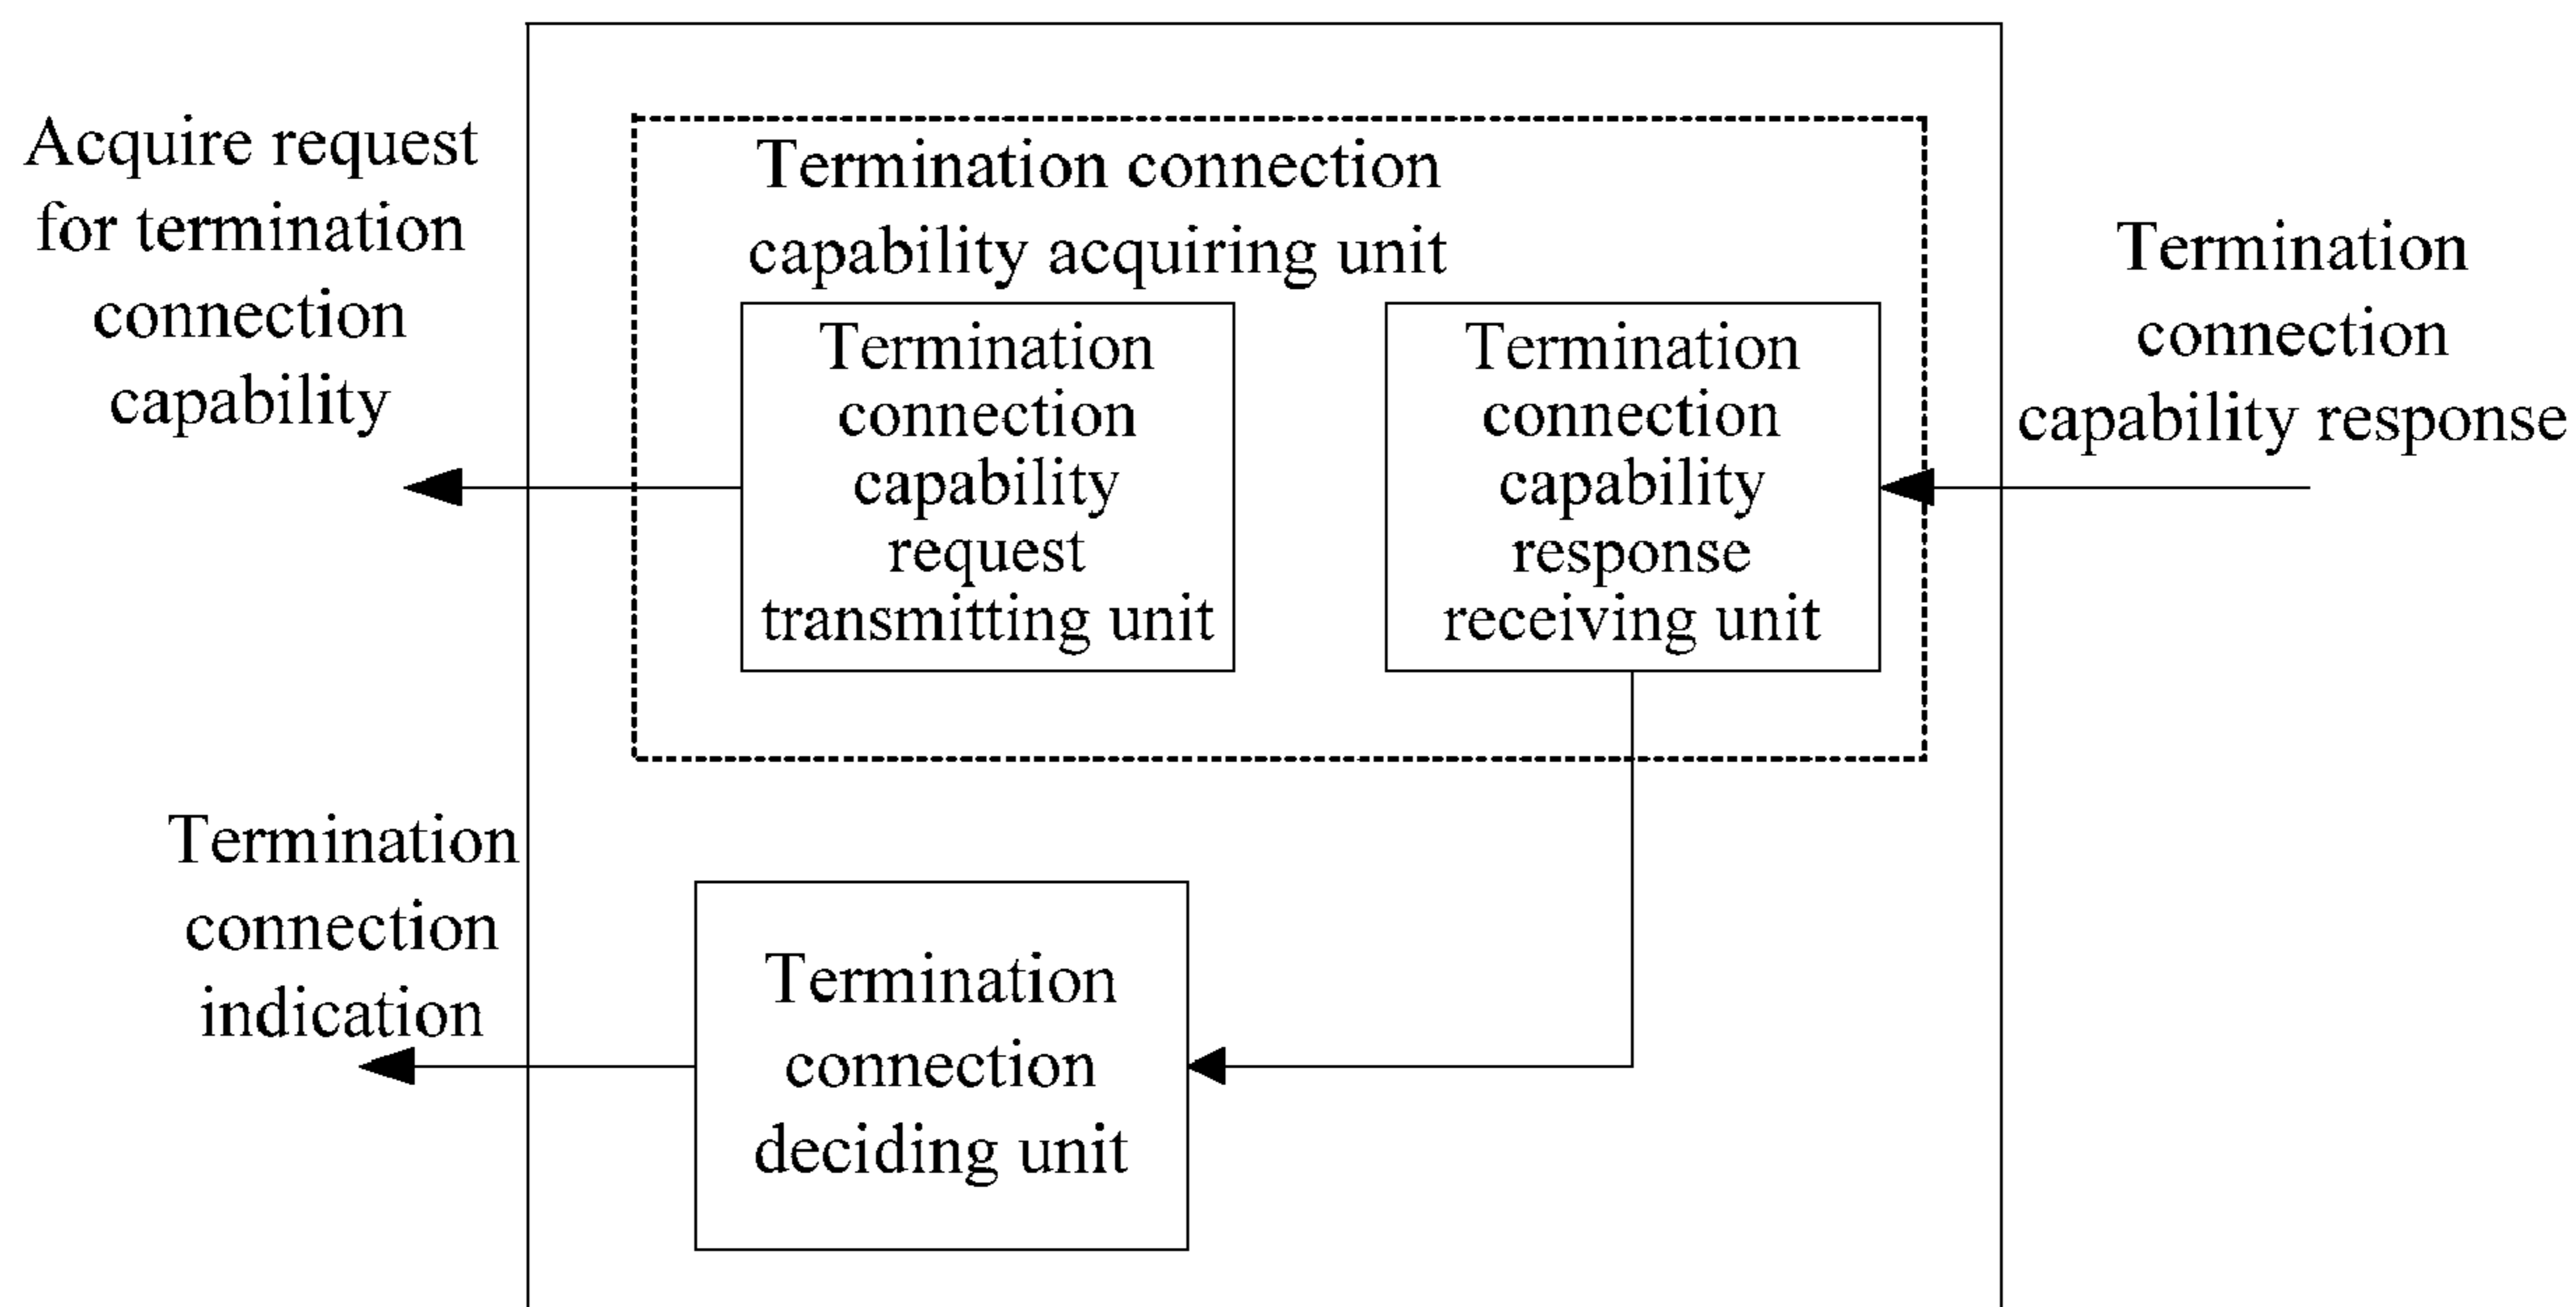 Acquire request
for termination
connection
capability
Termination connection
capability acquiring unit
Termination
connection
capability
request
transmitting unit
Termination
connection
capability
response
receiving unit
Termination
connection
capability response
Termination
connection
indication
Termination
connection
deciding unit